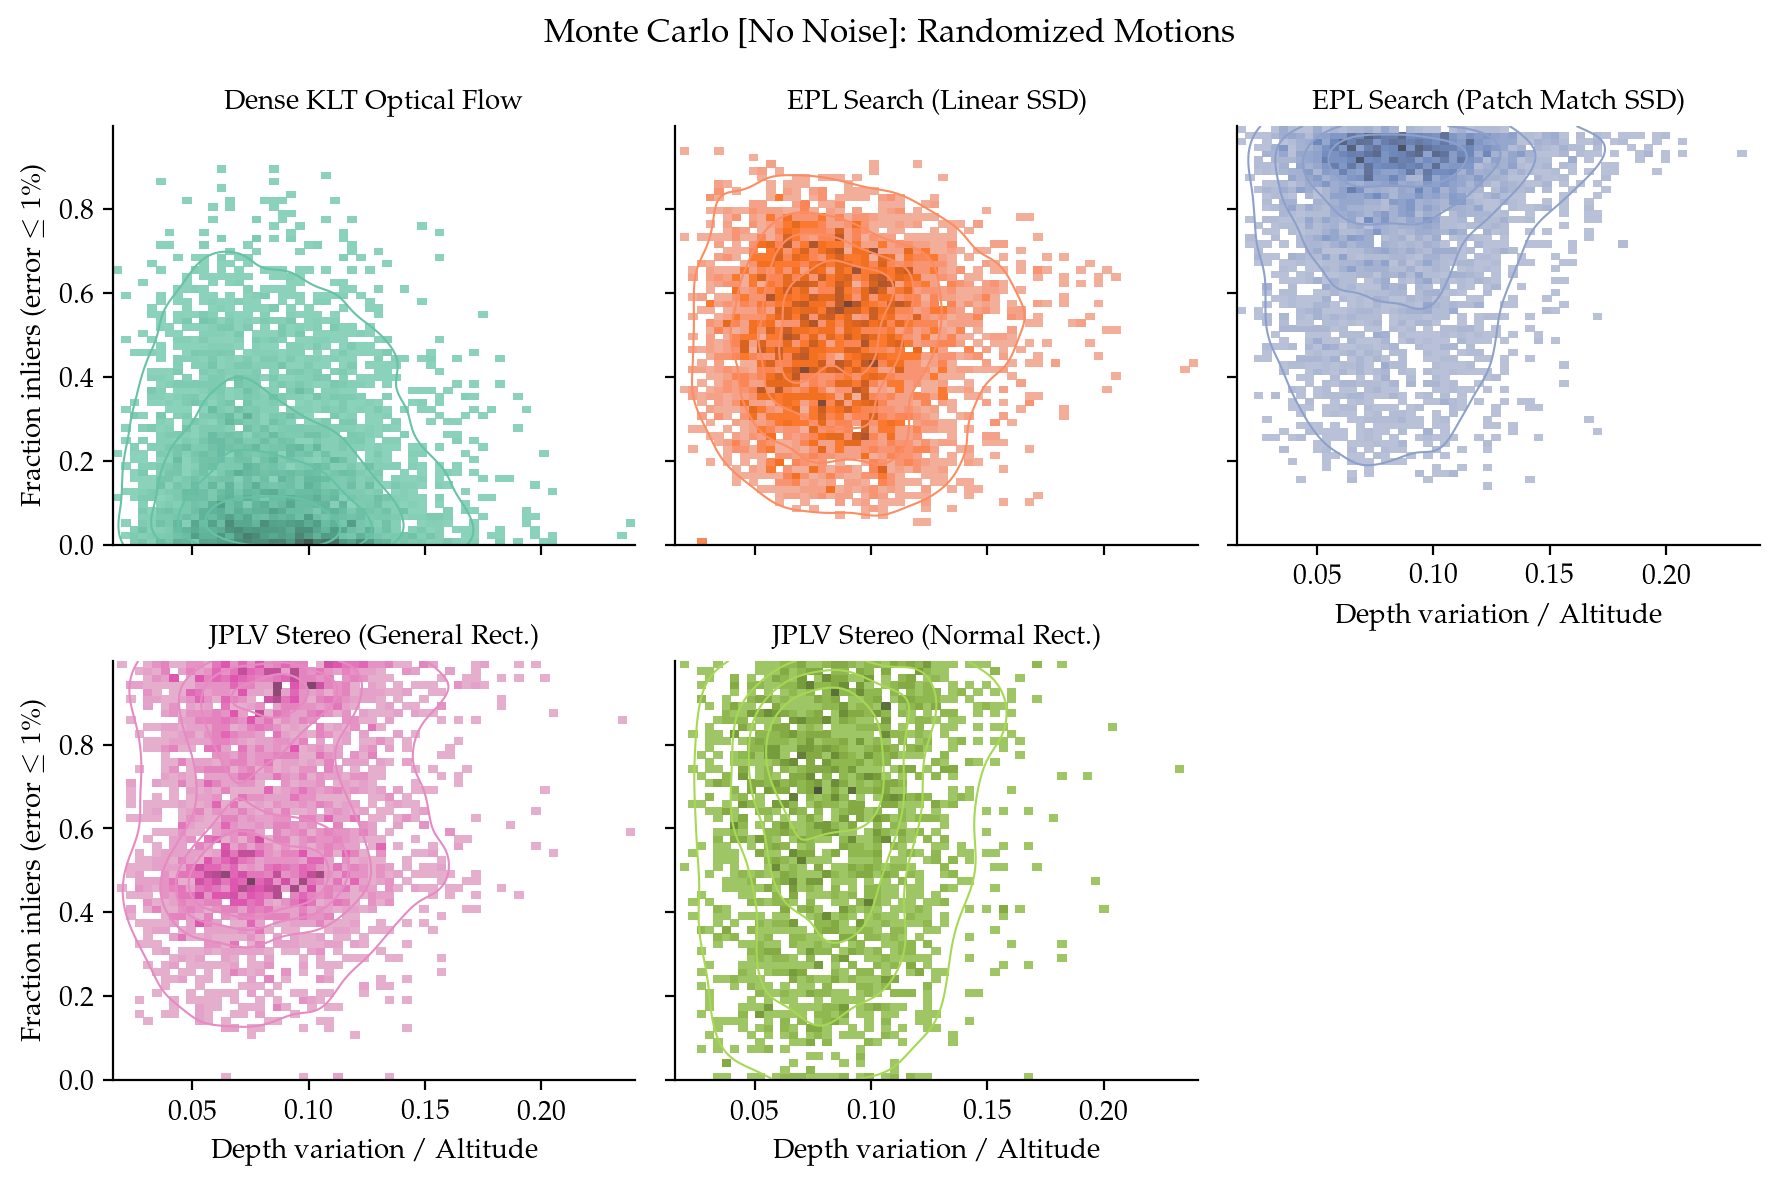 Monte Carlo [No Noise]: Randomized Motions
Dense KLT Optical Flow
EPL Search (Linear SSD)
EPL Search (Patch Match SSD)
Fraction inliers (error ≤ 1%)
0.8
0.6
0.4
0.2
0.0
0.05 0.10 0.15 0.20
Depth variation / Altitude
JPLV Stereo (General Rect.)
JPLV Stereo (Normal Rect.)
Fraction inliers (error ≤ 1%)
0.8
0.6
0.4
0.2
0.0
0.05 0.10 0.15 0.20
0.05 0.10 0.15 0.20
Depth variation / Altitude
Depth variation / Altitude